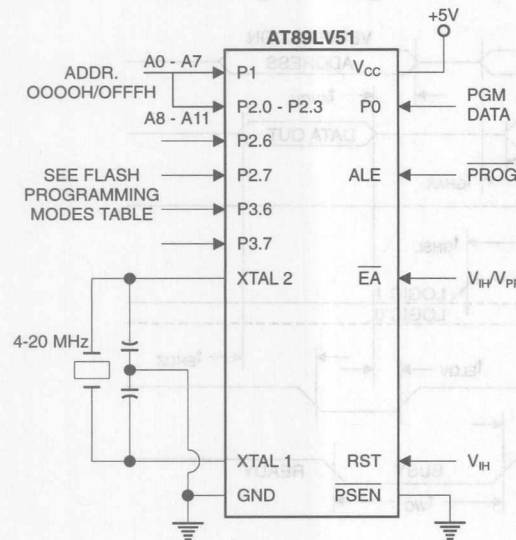 AT89LV51
+5V
A0 - A7
ADDR.
OOOOH/OFFFH
A8 - A11
P1
VCC
P2.0 - P2.3
P0
PGM
DATA
P2.6
SEE FLASH
PROGRAMMING
MODES TABLE
P2.7
ALE
PROG
P3.6
P3.7
XTAL 2
EA
VIH/VPP
4-20 MHz
XTAL 1
RST
VIH
GND
PSEN